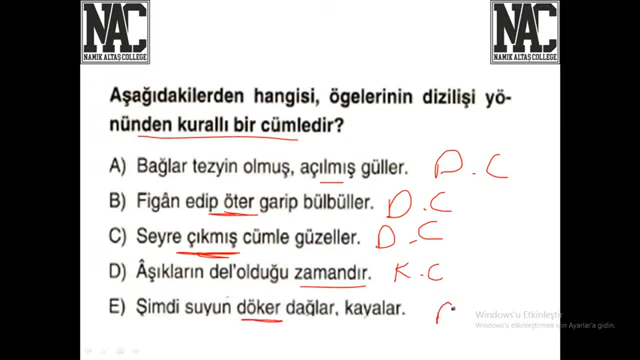 NAC NAC
NAMIK ALTAŞ COLLEGE NAMIK ALTAŞ COLLEGE
Aşağıdakilerden hangisi, ögelerinin dizilişi yö-
nünden kurallı bir cümledir?
A) Bağlar tezyin olmuş, açılmış güller. D.C
B) Figân edip öter garip bülbüller. D.C
C) Seyre çıkmış cümle güzeller. D.C
D) Âşıkların del'olduğu zamandır. K.C
E) Şimdi suyun döker dağlar, kayalar.
Windows'u Etkinleştir
Windows'u etkinleştirmek için Ayarlar'a gidin.